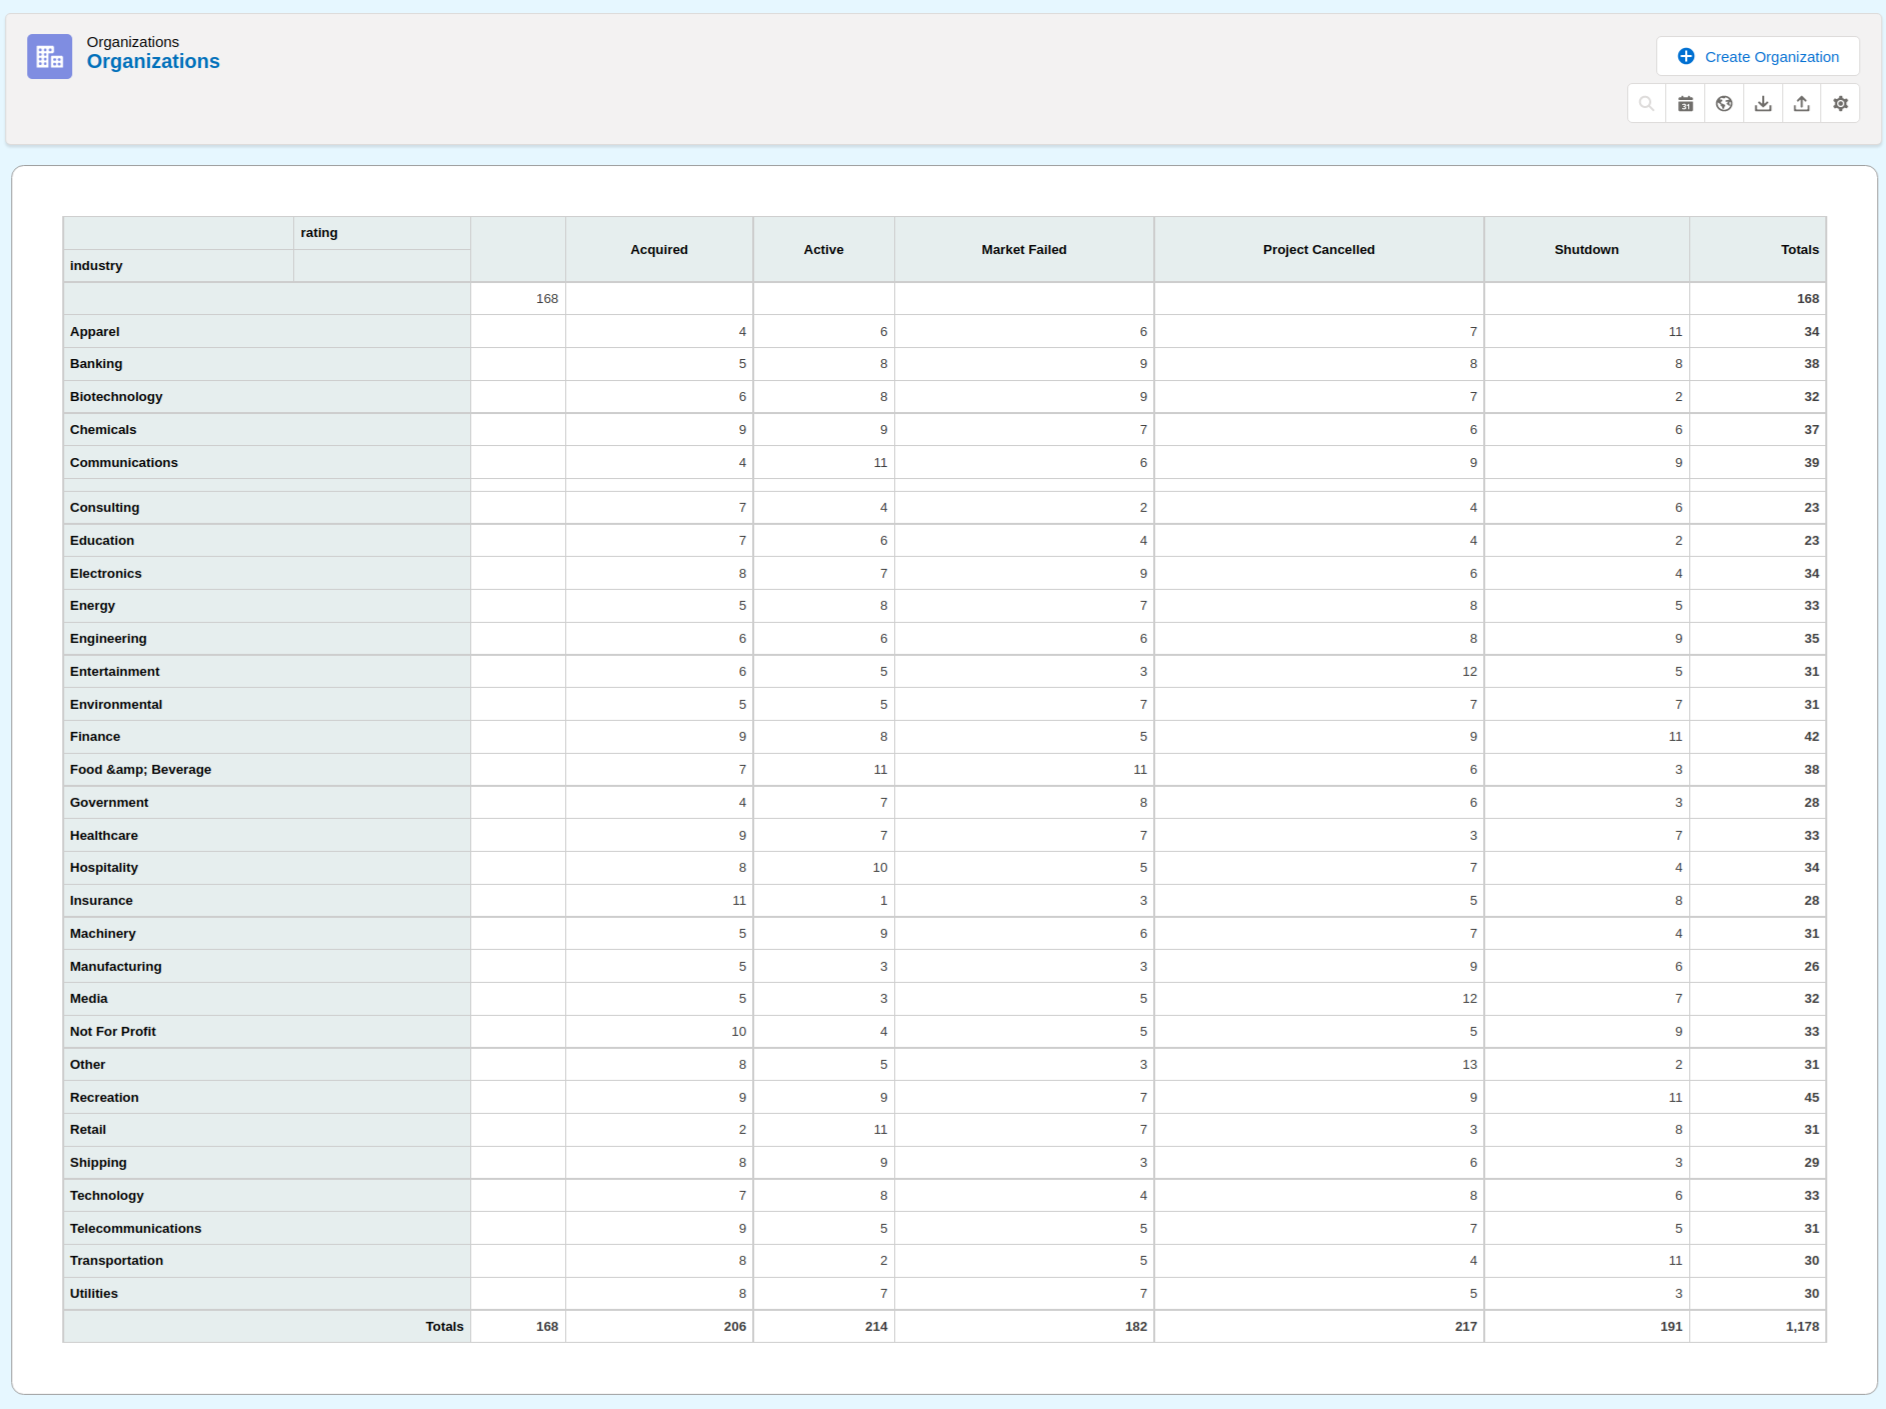 Organizations
Organizations
Create Organization
31
rating
industry
Acquired Active Market Failed Project Cancelled Shutdown Totals
168 168
Apparel 4 6 6 7 11 34
Banking 5 8 9 8 8 38
Biotechnology 6 8 9 7 2 32
Chemicals 9 9 7 6 6 37
Communications 4 11 6 9 9 39
Consulting 7 4 2 4 6 23
Education 7 6 4 4 2 23
Electronics 8 7 9 6 4 34
Energy 5 8 7 8 5 33
Engineering 6 6 6 8 9 35
Entertainment 6 5 3 12 5 31
Environmental 5 5 7 7 7 31
Finance 9 8 5 9 11 42
Food &amp; Beverage 7 11 11 6 3 38
Government 4 7 8 6 3 28
Healthcare 9 7 7 3 7 33
Hospitality 8 10 5 7 4 34
Insurance 11 1 3 5 8 28
Machinery 5 9 6 7 4 31
Manufacturing 5 3 3 9 6 26
Media 5 3 5 12 7 32
Not For Profit 10 4 5 5 9 33
Other 8 5 3 13 2 31
Recreation 9 9 7 9 11 45
Retail 2 11 7 3 8 31
Shipping 8 9 3 6 3 29
Technology 7 8 4 8 6 33
Telecommunications 9 5 5 7 5 31
Transportation 8 2 5 4 11 30
Utilities 8 7 7 5 3 30
Totals 168 206 214 182 217 191 1,178